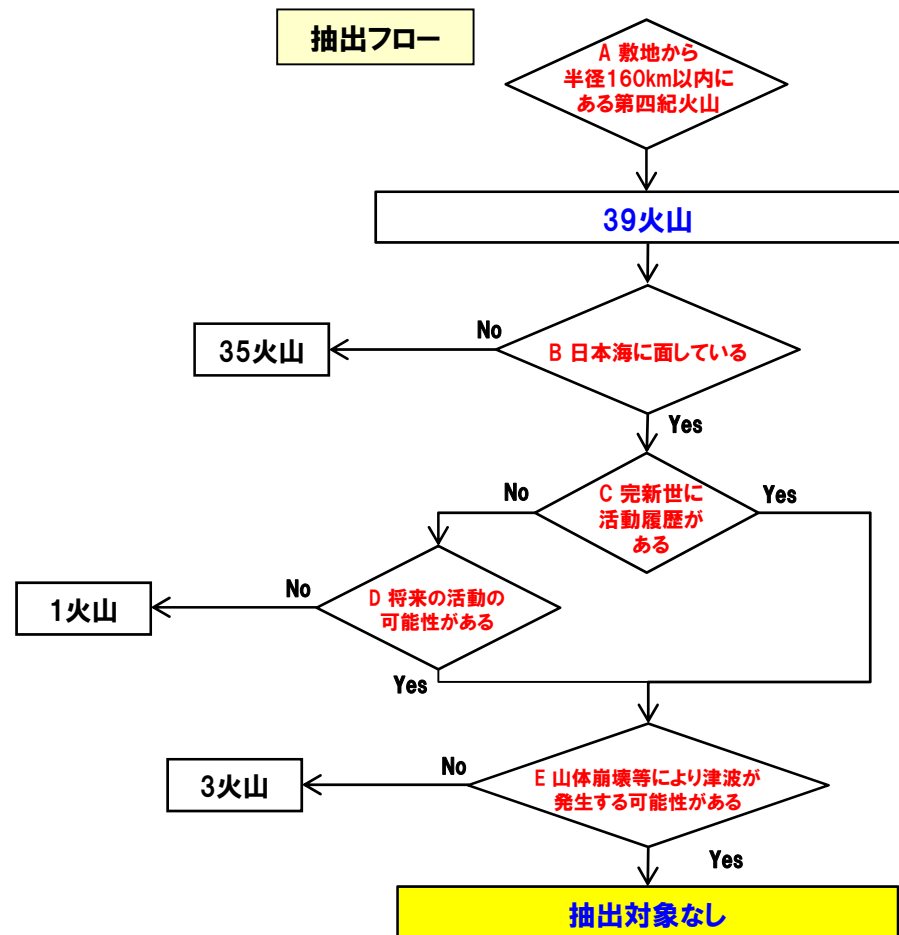 抽出フロー
A 敷地から
半径160km以内に
ある第四紀火山
39火山
No
35火山
B 日本海に面している
Yes
No
C 完新世に
活動履歴が
ある
Yes
No
1火山
D 将来の活動の
可能性がある
Yes
No
3火山
E 山体崩壊等により津波が
発生する可能性がある
Yes
抽出対象なし